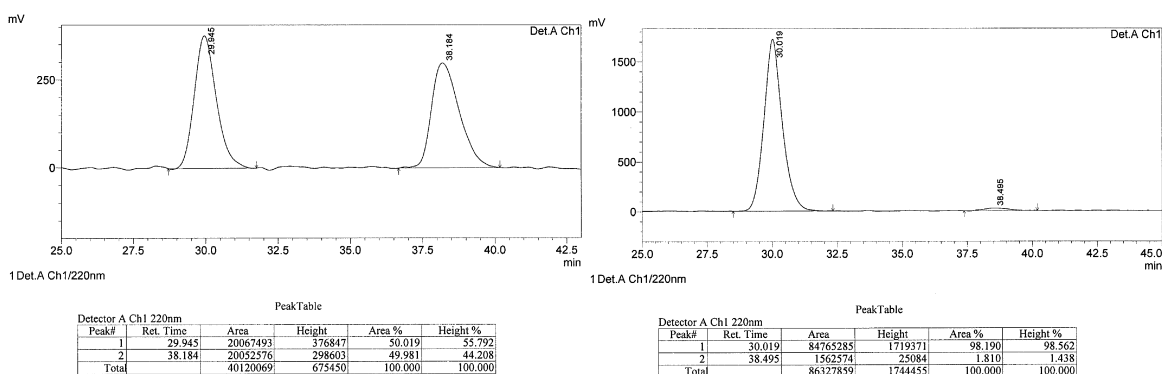 mV
Det.A Ch1
29.945
38.184
250
0
25.0 27.5 30.0 32.5 35.0 37.5 40.0
min
1 Det.A Ch1/220nm
PeakTable
Detector A Ch1 220nm
Peak# Ret. Time Area Height Area % Height %
1 29.945 20067493 376847 50.019 55.792
2 38.184 20052576 298603 49.981 44.208
Total 40120069 675450 100.000 100.000
mV
Det.A Ch1
30.019
38.495
1500
1000
500
0
25.0 27.5 30.0 32.5 35.0 37.5 40.0 42.5 45.0
min
1 Det.A Ch1/220nm
PeakTable
Detector A Ch1 220nm
Peak# Ret. Time Area Height Area % Height %
1 30.019 84765285 1719371 98.190 98.562
2 38.495 1562574 25084 1.810 1.438
Total 86327859 1744455 100.000 100.000